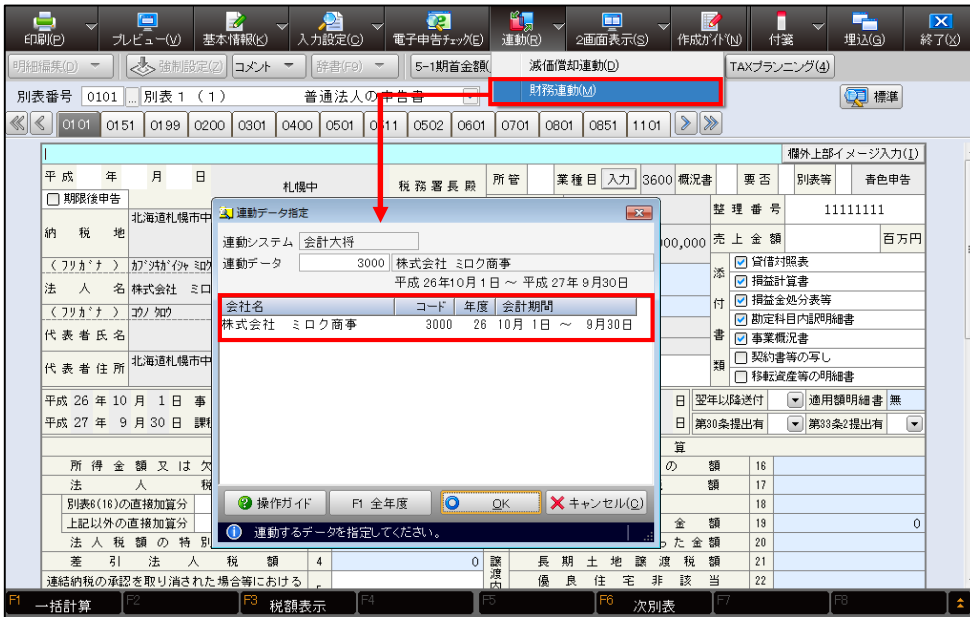 印刷(P)
プレビュー(V)
基本情報(K)
入力設定(C)
電子申告チェック(E)
連動(R)
2画面表示(S)
作成ガイド(N)
付箋
埋込(G)
終了(X)
明細編集(D)
強制設定(Z)
コメント
辞書(F9)
5-1期首金額(
減価償却連動(D)
TAXプランニング(4)
財務連動(M)
別表番号 0101 ... 別表1(1) 普通法人の申告書
標準
0101 0151 0199 0200 0301 0400 0501 0511 0502 0601 0701 0801 0851 1101
欄外上部イメージ入力(I)
平成 年 月 日
札幌中 税務署長殿
所管 業種目 入力 3600 概況書 要否 別表等 青色申告
期限後申告
北海道札幌市中
整理番号 11111111
納税地
00,000 売上金額 百万円
(フリガナ) ｶﾌﾞｼｷｶﾞｲｼｬ ﾐﾛｸ
法人名 株式会社 ミロ
(フリガナ) ｺｳﾉ ﾀﾛｳ
代表者氏名
代表者住所 北海道札幌市中
添付書類
貸借対照表
損益計算書
損益金処分表等
勘定科目内訳明細書
事業概況書
契約書等の写し
移転資産等の明細書
連動データ指定
連動システム 会計大将
連動データ 3000 株式会社 ミロク商事
平成26年10月1日 ～ 平成27年9月30日
会社名 コード 年度 会計期間
株式会社 ミロク商事 3000 26 10月 1日 ～ 9月30日
操作ガイド
F1 全年度
OK
キャンセル(C)
連動するデータを指定してください。
平成 26 年 10 月 1 日 事
日 翌年以降送付 適用額明細書 無
平成 27 年 9 月 30 日 課税
日 第30条提出有 第33条2提出有
算
所得金額又は欠
の 額 16
法人税
額 17
別表6(16)の直接加算分
18
上記以外の直接加算分
金額 19 0
法人税額の特別
った金額 20
差引法人税額 4 0
譲渡
長期土地譲渡税額 21
連結納税の承認を取り消された場合等における
優良住宅非該当 22
F1 一括計算
F2
F3 税額表示
F4
F5
F6 次別表
F7
F8